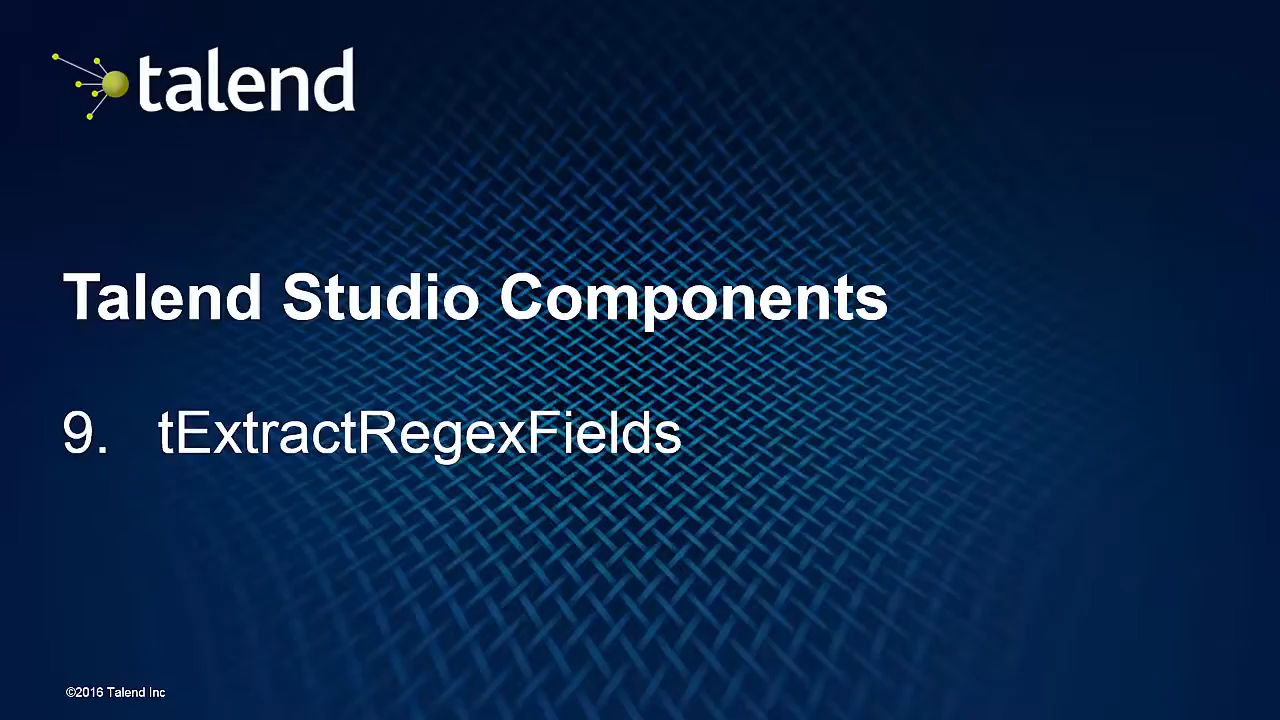 talend
Talend Studio Components
9. tExtractRegexFields
©2016 Talend Inc